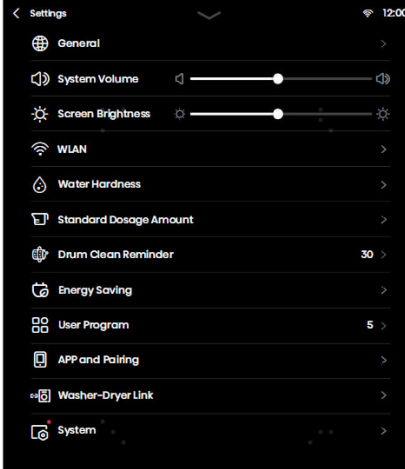 Settings 12:00
General
System Volume
Screen Brightness
WLAN
Water Hardness
Standard Dosage Amount
Drum Clean Reminder 30
Energy Saving
User Program 5
APP and Pairing
Washer-Dryer Link
System